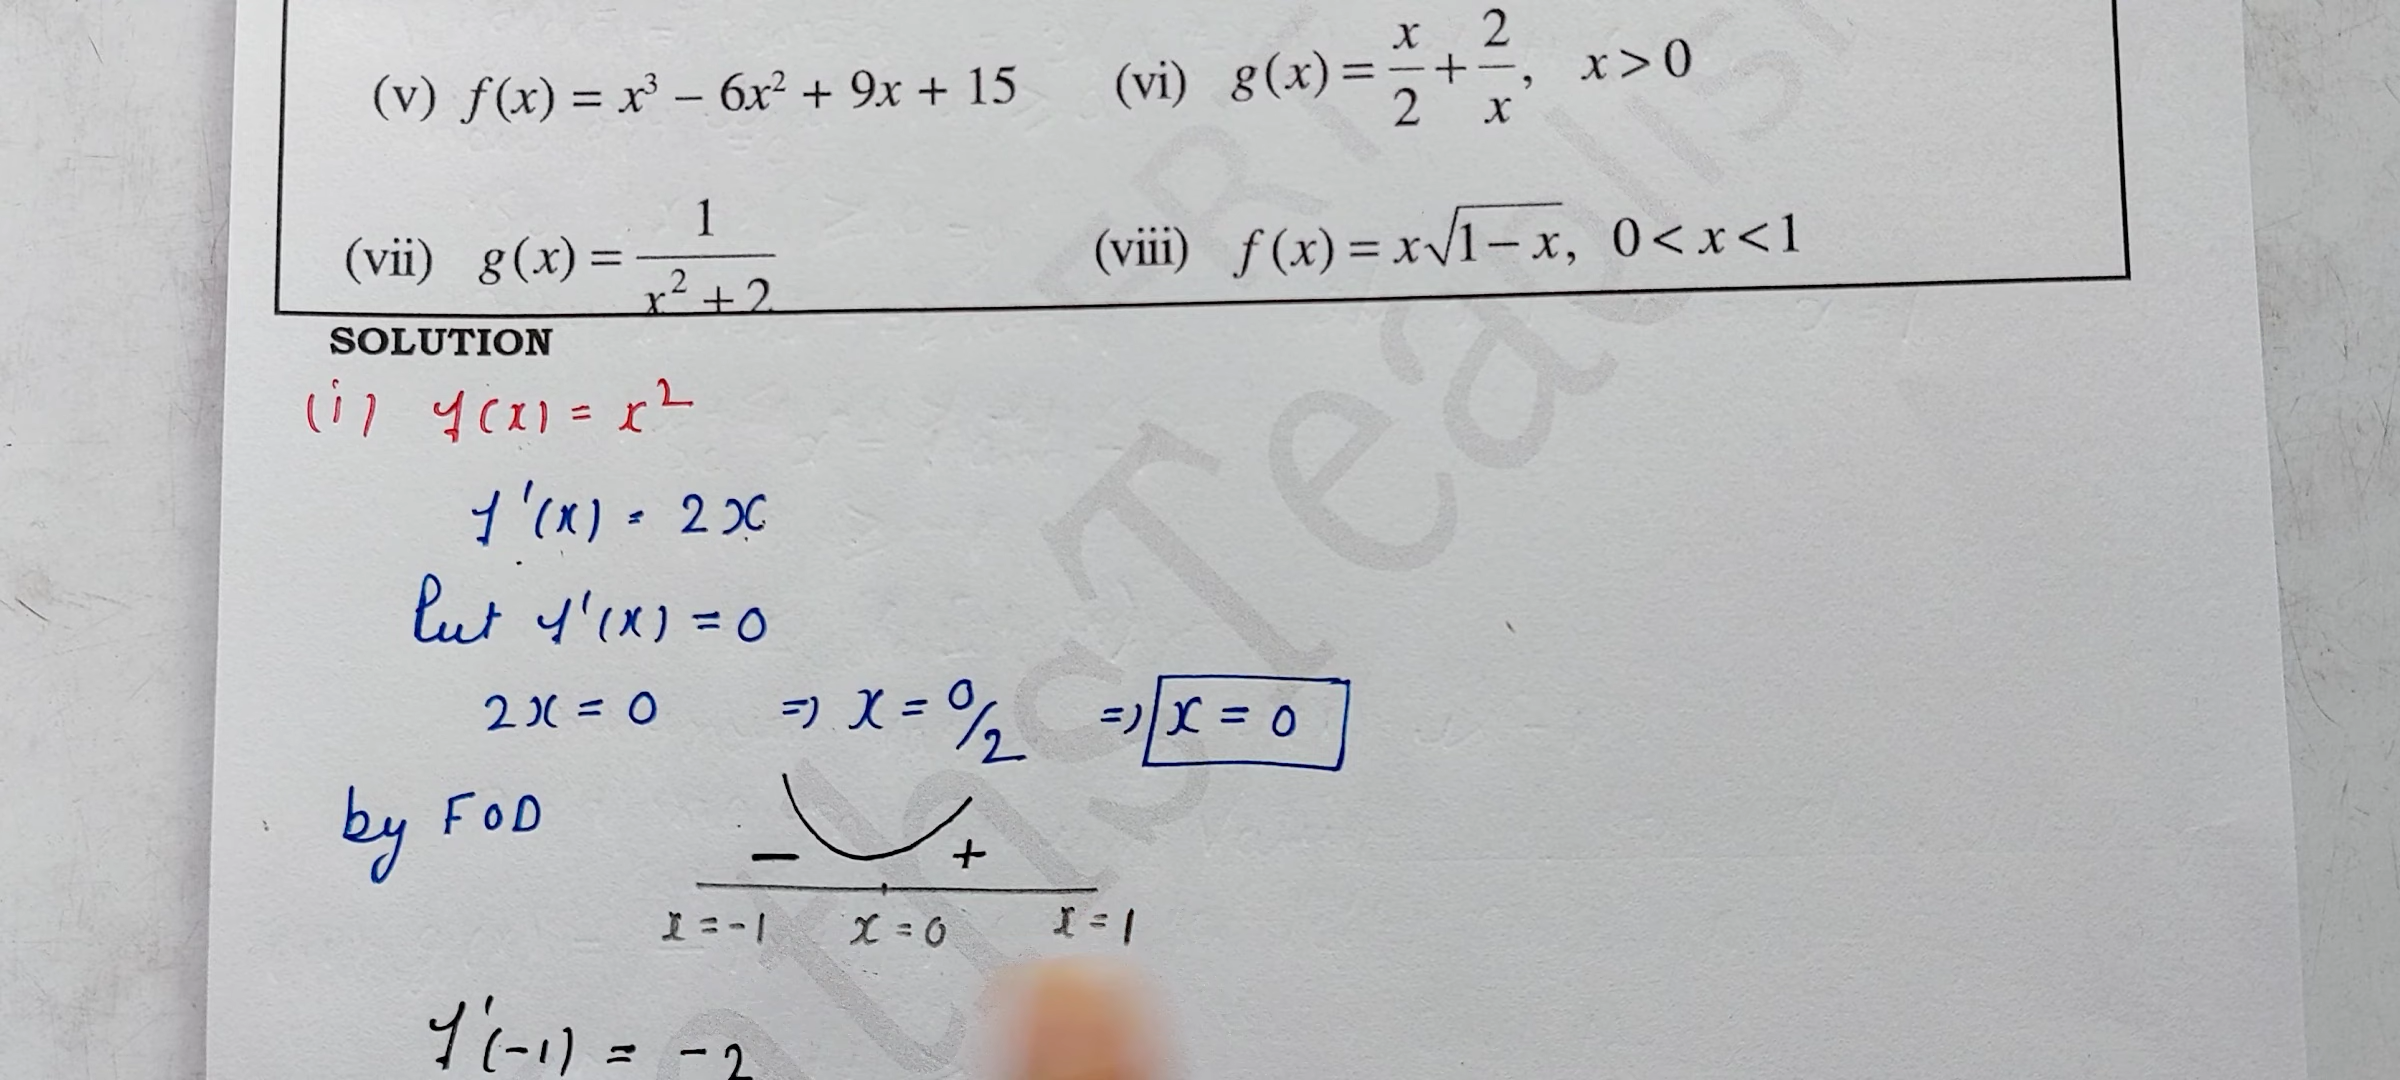 (v) f(x) = x³ – 6x² + 9x + 15 (vi) g(x) = x/2 + 2/x, x > 0
(vii) g(x) = 1/(x² + 2) (viii) f(x) = x√(1 – x), 0 < x < 1
SOLUTION
(i) f(x) = x²
f'(x) = 2x
Put f'(x) = 0
2x = 0 => x = 0/2 => x = 0
by FOD
– +
x = -1 x = 0 x = 1
f'(-1) = -2